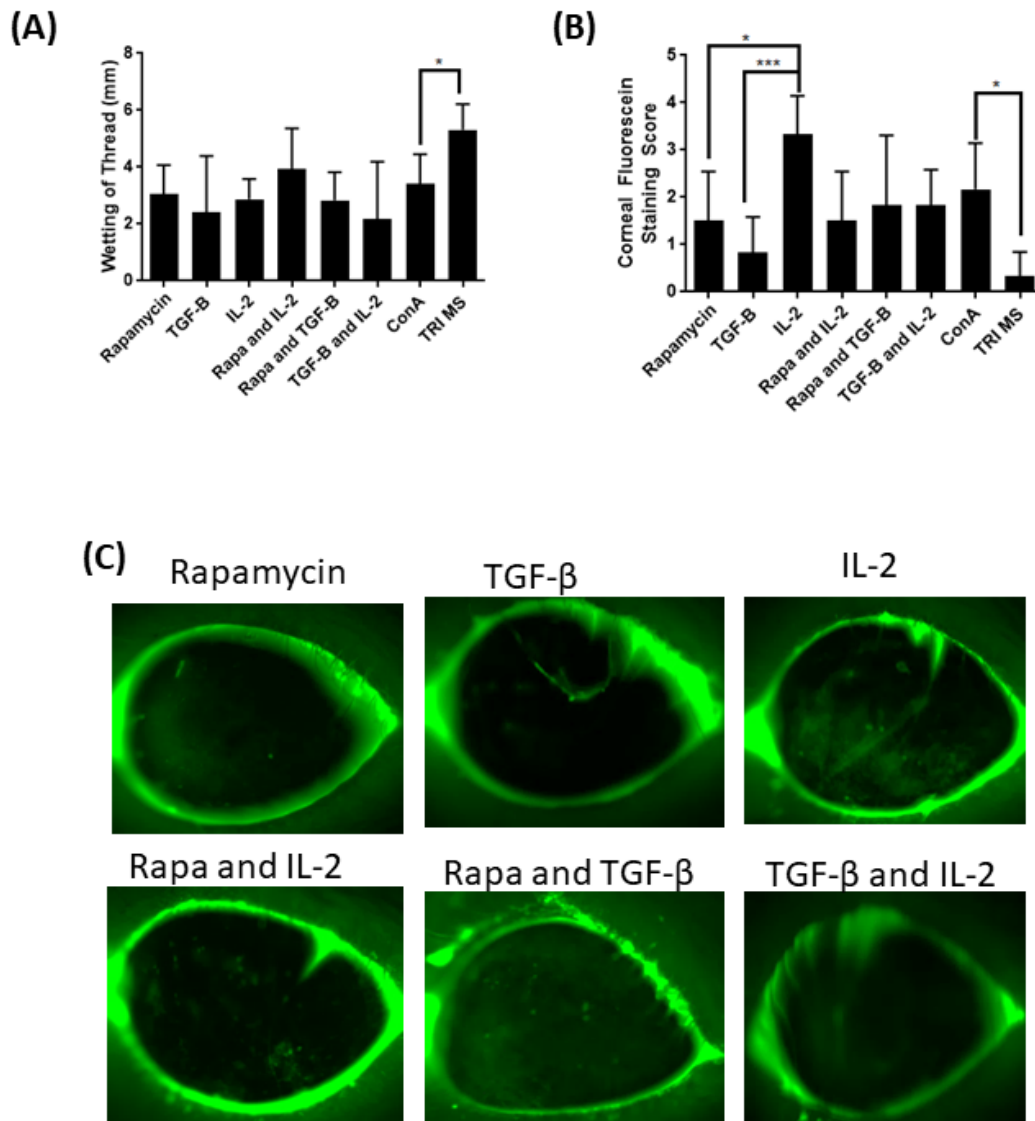 (A)
Wetting of Thread (mm)
8
6
4
2
0
*
Rapamycin
TGF-B
IL-2
Rapa and IL-2
Rapa and TGF-B
TGF-B and IL-2
ConA
TRI MS
(B)
Corneal Fluorescein
Staining Score
5
4
3
2
1
0
*
***
*
Rapamycin
TGF-B
IL-2
Rapa and IL-2
Rapa and TGF-B
TGF-B and IL-2
ConA
TRI MS
(C)
Rapamycin
TGF-β
IL-2
Rapa and IL-2
Rapa and TGF-β
TGF-β and IL-2